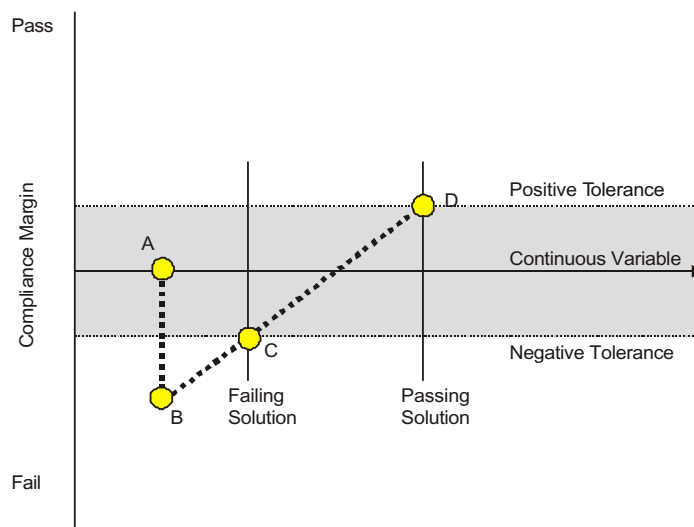 Pass
Positive Tolerance
D
A
Continuous Variable
Compliance Margin
C
Negative Tolerance
B
Failing
Solution
Passing
Solution
Fail